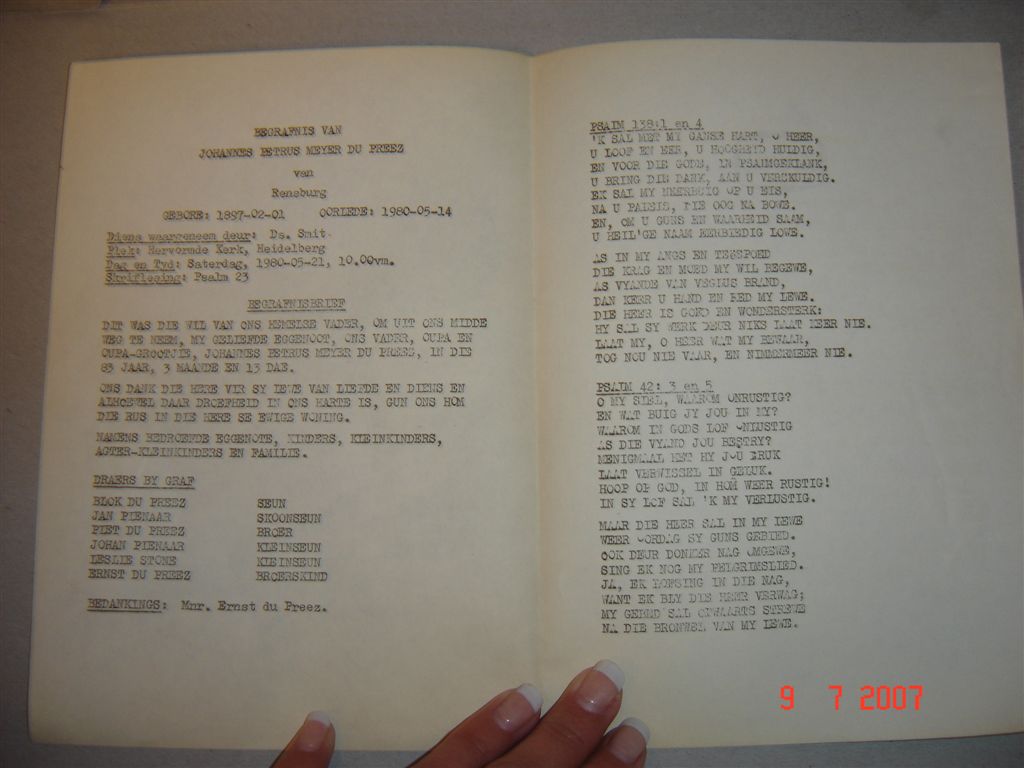 BEGRAFNIS VAN
JOHANNES PETRUS MEYER DU PREEZ
van
Rensburg
GEBORE: 1897-02-01 OORLEDE: 1980-05-14
Diens waargeneem deur: Ds. Smit.
Plek: Hervormde Kerk, Heidelberg
Dag en Tyd: Saterdag, 1980-05-21, 10.00vm.
Skriflesing: Psalm 23
BEGRAFNISBRIEF
DIT WAS DIE WIL VAN ONS HEMELSE VADER, OM UIT ONS MIDDE
WEG TE NEEM, MY GELIEFDE EGGENOOT, ONS VADER, OUPA EN
OUPA-GROOTJIE, JOHANNES PETRUS MEYER DU PREEZ, IN DIE
83 JAAR, 3 MAANDE EN 13 DAE.
ONS DANK DIE HERE VIR SY LEWE VAN LIEFDE EN DIENS EN
ALHOEWEL DAAR DROEFHEID IN ONS HARTE IS, GUN ONS HOM
DIE RUS IN DIE HERE SE EWIGE WONING.
NAMENS BEDROEFDE EGGENOTE, KINDERS, KLEINKINDERS,
AGTER-KLEINKINDERS EN FAMILIE.
DRAERS BY GRAF
BLOK DU PREEZ SEUN
JAN PIENAAR SKOONSEUN
PIET DU PREEZ BROER
JOHAN PIENAAR KLEINSEUN
LESLIE STONE KLEINSEUN
ERNST DU PREEZ BROERSKIND
BEDANKINGS: Mnr. Ernst du Preez.
PSALM 138:1 en 4
'K SAL MET MY GANSE HART, O HEER,
U LOOF EN EER, U HOOGHEID HULDIG,
EN VOOR DIE GODE, IN PSALMGEKLANK,
U BRING DIE DANK, AAN U VERSKULDIG.
EK SAL MY NEERBUIG OP U EIS,
NA U PALEIS, DIE OOG NA BOWE.
EN, OM U GUNS EN WAARHEID SAAM,
U HEIL'GE NAAM EERBIEDIG LOWE.
AS IN MY ANGS EN TEËSPOED
DIE KRAG EN MOED MY WIL BEGEWE,
AS VYANDE VAN VEGLUS BRAND,
DAN KEER U HAND EN RED MY LEWE.
DIE HEER IS GOED EN WONDERSTERK:
HY SAL SY WERK DEUR NIKS LAAT KEER NIE.
LAAT MY, O HEER WAT MY BEWAAR,
TOG NOU NIE VAAR, EN NIMMERMEER NIE.
PSALM 42: 3 en 5
O MY SIEL, WAAROM ONRUSTIG?
EN WAT BUIG JY JOU IN MY?
WAAROM IN GODS LOF ONLUSTIG
AS DIE VYAND JOU BESTRY?
MENIGMAAL HET HY JOU DRUK
LAAT VERWISSEL IN GELUK.
HOOP OP GOD, IN HOM WEER RUSTIG!
IN SY LOF SAL 'K MY VERLUSTIG.
MAAR DIE HEER SAL IN MY LEWE
WEER OORDAG SY GUNS GEBIED.
OOK DEUR DONKER NAG OMGEWE,
SING EK NOG MY PELGRIMSLIED.
JA, EK LOFSING IN DIE NAG,
WANT EK BLY DIE HEER VERWAG;
MY GEBED SAL OPWAARTS STREWE
NA DIE BRONWEL VAN MY LEWE.
9 7 2007